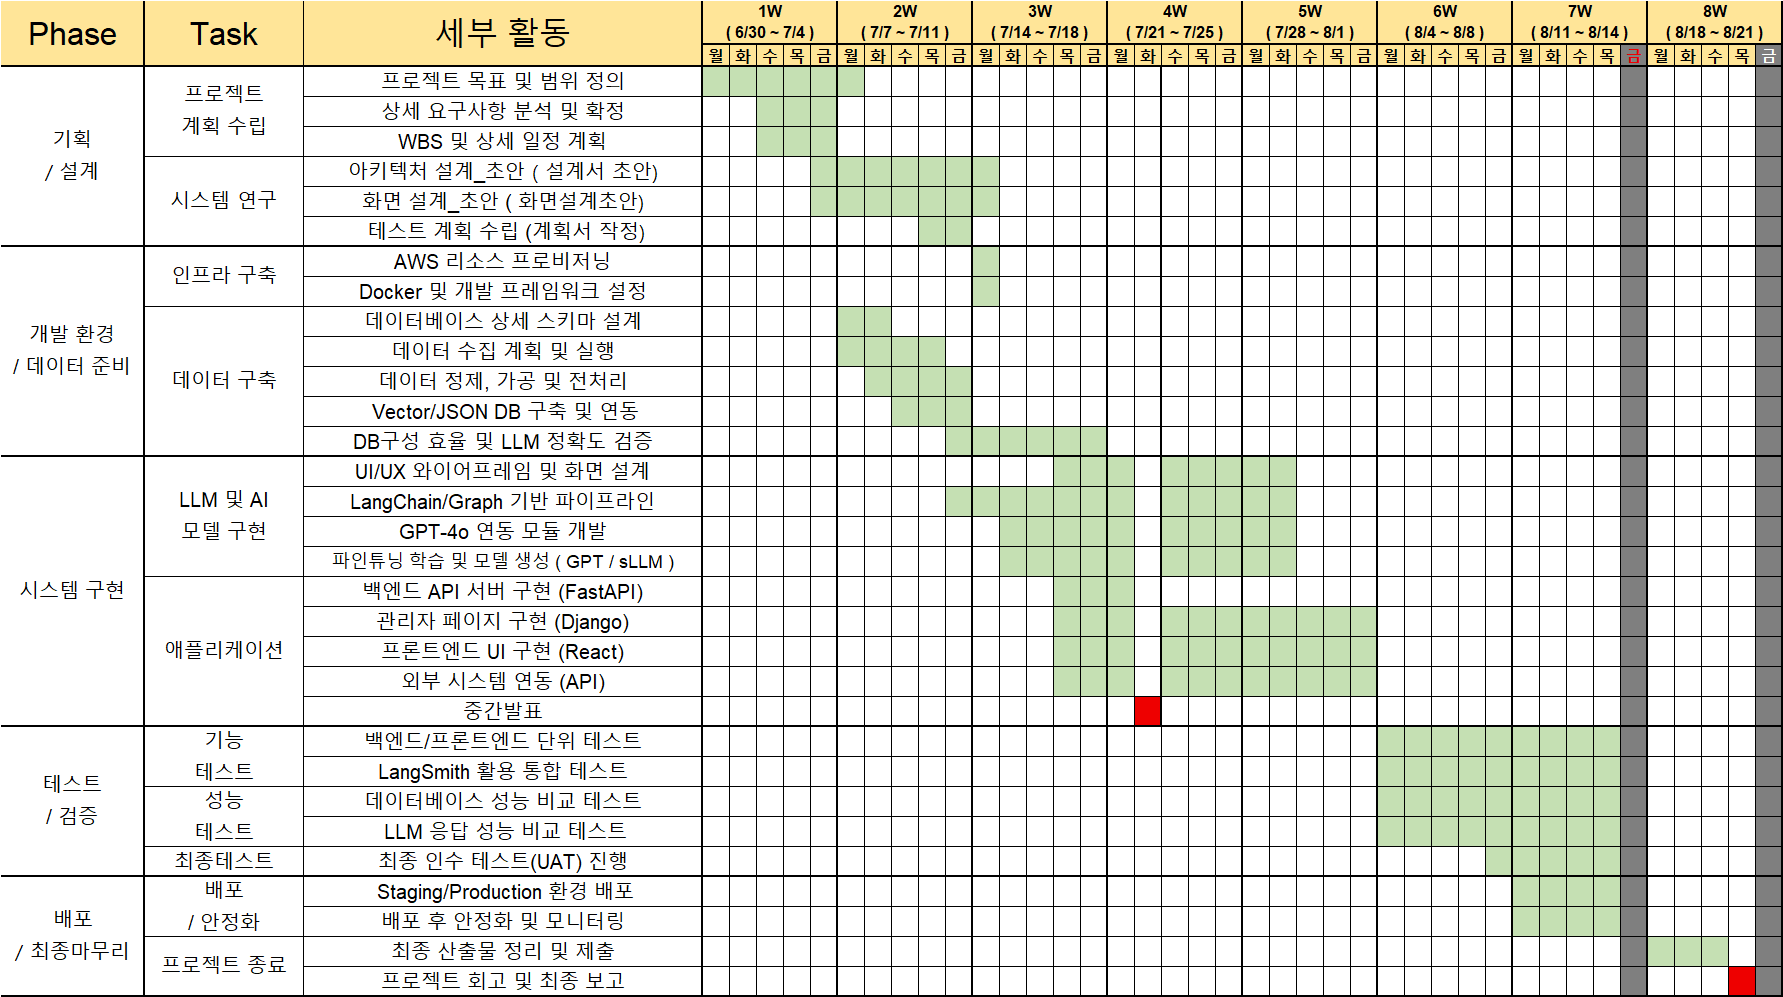 Phase Task 세부 활동 1W 2W 3W 4W 5W 6W 7W 8W
( 6/30 ~ 7/4 ) ( 7/7 ~ 7/11 ) ( 7/14 ~ 7/18 ) ( 7/21 ~ 7/25 ) ( 7/28 ~ 8/1 ) ( 8/4 ~ 8/8 ) ( 8/11 ~ 8/14 ) ( 8/18 ~ 8/21 )
월 화 수 목 금 월 화 수 목 금 월 화 수 목 금 월 화 수 목 금 월 화 수 목 금 월 화 수 목 금 월 화 수 목 금 월 화 수 목 금
기획
/ 설계
프로젝트
계획 수립
프로젝트 목표 및 범위 정의
상세 요구사항 분석 및 확정
WBS 및 상세 일정 계획
시스템 연구
아키텍처 설계_초안 ( 설계서 초안)
화면 설계_초안 ( 화면설계초안)
테스트 계획 수립 (계획서 작정)
개발 환경
/ 데이터 준비
인프라 구축
AWS 리소스 프로비저닝
Docker 및 개발 프레임워크 설정
데이터 구축
데이터베이스 상세 스키마 설계
데이터 수집 계획 및 실행
데이터 정제, 가공 및 전처리
Vector/JSON DB 구축 및 연동
DB구성 효율 및 LLM 정확도 검증
시스템 구현
LLM 및 AI
모델 구현
UI/UX 와이어프레임 및 화면 설계
LangChain/Graph 기반 파이프라인
GPT-4o 연동 모듈 개발
파인튜닝 학습 및 모델 생성 ( GPT / sLLM )
애플리케이션
백엔드 API 서버 구현 (FastAPI)
관리자 페이지 구현 (Django)
프론트엔드 UI 구현 (React)
외부 시스템 연동 (API)
중간발표
테스트
/ 검증
기능
테스트
백엔드/프론트엔드 단위 테스트
LangSmith 활용 통합 테스트
성능
테스트
데이터베이스 성능 비교 테스트
LLM 응답 성능 비교 테스트
최종테스트
최종 인수 테스트(UAT) 진행
배포
/ 최종마무리
배포
/ 안정화
Staging/Production 환경 배포
배포 후 안정화 및 모니터링
프로젝트 종료
최종 산출물 정리 및 제출
프로젝트 회고 및 최종 보고